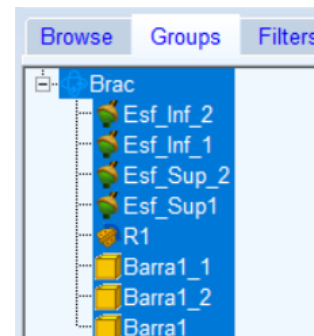 Browse Groups Filters
Brac
Esf_Inf_2
Esf_Inf_1
Esf_Sup_2
Esf_Sup1
R1
Barra1_1
Barra1_2
Barra1